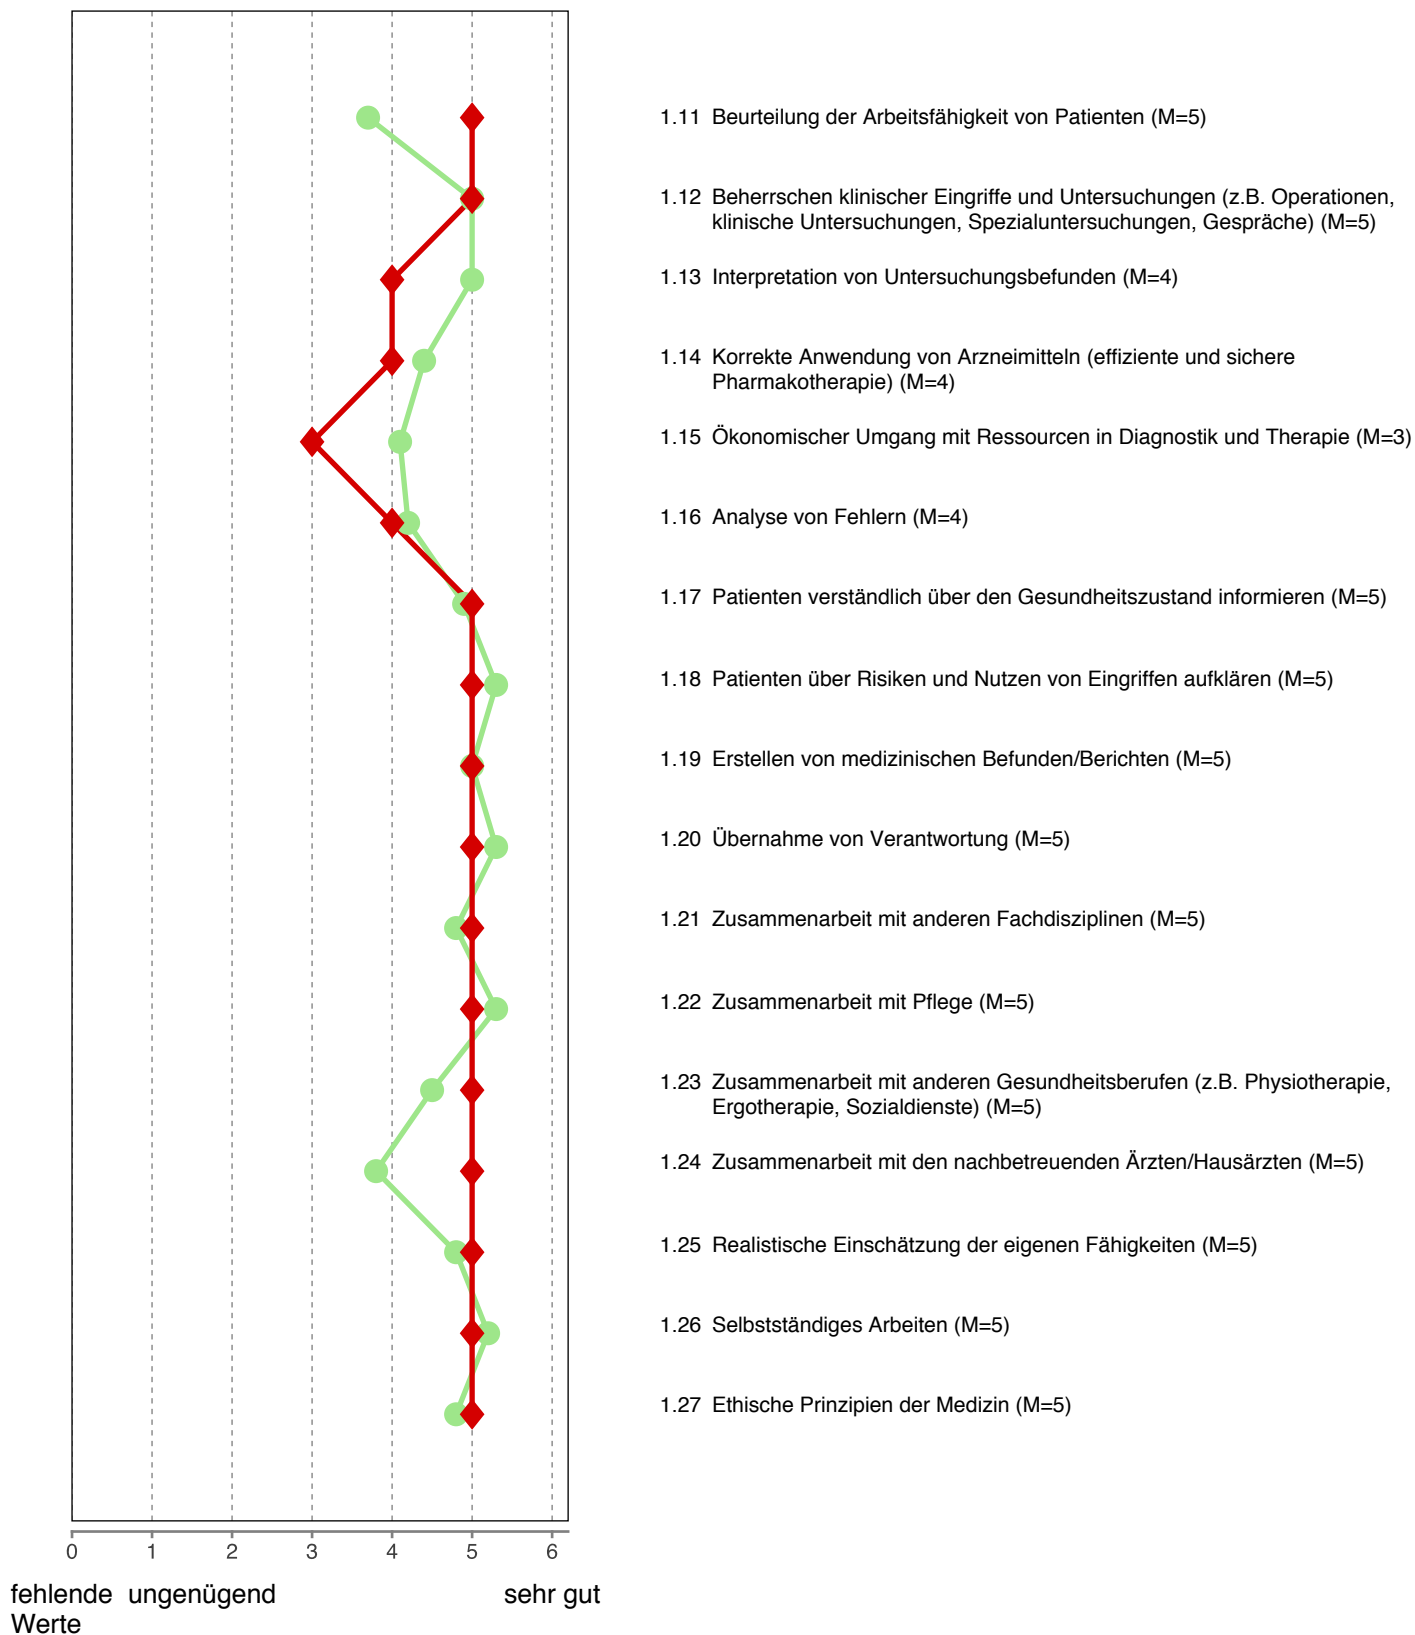 1.11 Beurteilung der Arbeitsfähigkeit von Patienten (M=5)
1.12 Beherrschen klinischer Eingriffe und Untersuchungen (z.B. Operationen,
klinische Untersuchungen, Spezialuntersuchungen, Gespräche) (M=5)
1.13 Interpretation von Untersuchungsbefunden (M=4)
1.14 Korrekte Anwendung von Arzneimitteln (effiziente und sichere
Pharmakotherapie) (M=4)
1.15 Ökonomischer Umgang mit Ressourcen in Diagnostik und Therapie (M=3)
1.16 Analyse von Fehlern (M=4)
1.17 Patienten verständlich über den Gesundheitszustand informieren (M=5)
1.18 Patienten über Risiken und Nutzen von Eingriffen aufklären (M=5)
1.19 Erstellen von medizinischen Befunden/Berichten (M=5)
1.20 Übernahme von Verantwortung (M=5)
1.21 Zusammenarbeit mit anderen Fachdisziplinen (M=5)
1.22 Zusammenarbeit mit Pflege (M=5)
1.23 Zusammenarbeit mit anderen Gesundheitsberufen (z.B. Physiotherapie,
Ergotherapie, Sozialdienste) (M=5)
1.24 Zusammenarbeit mit den nachbetreuenden Ärzten/Hausärzten (M=5)
1.25 Realistische Einschätzung der eigenen Fähigkeiten (M=5)
1.26 Selbstständiges Arbeiten (M=5)
1.27 Ethische Prinzipien der Medizin (M=5)
0 1 2 3 4 5 6
fehlende ungenügend sehr gut
Werte